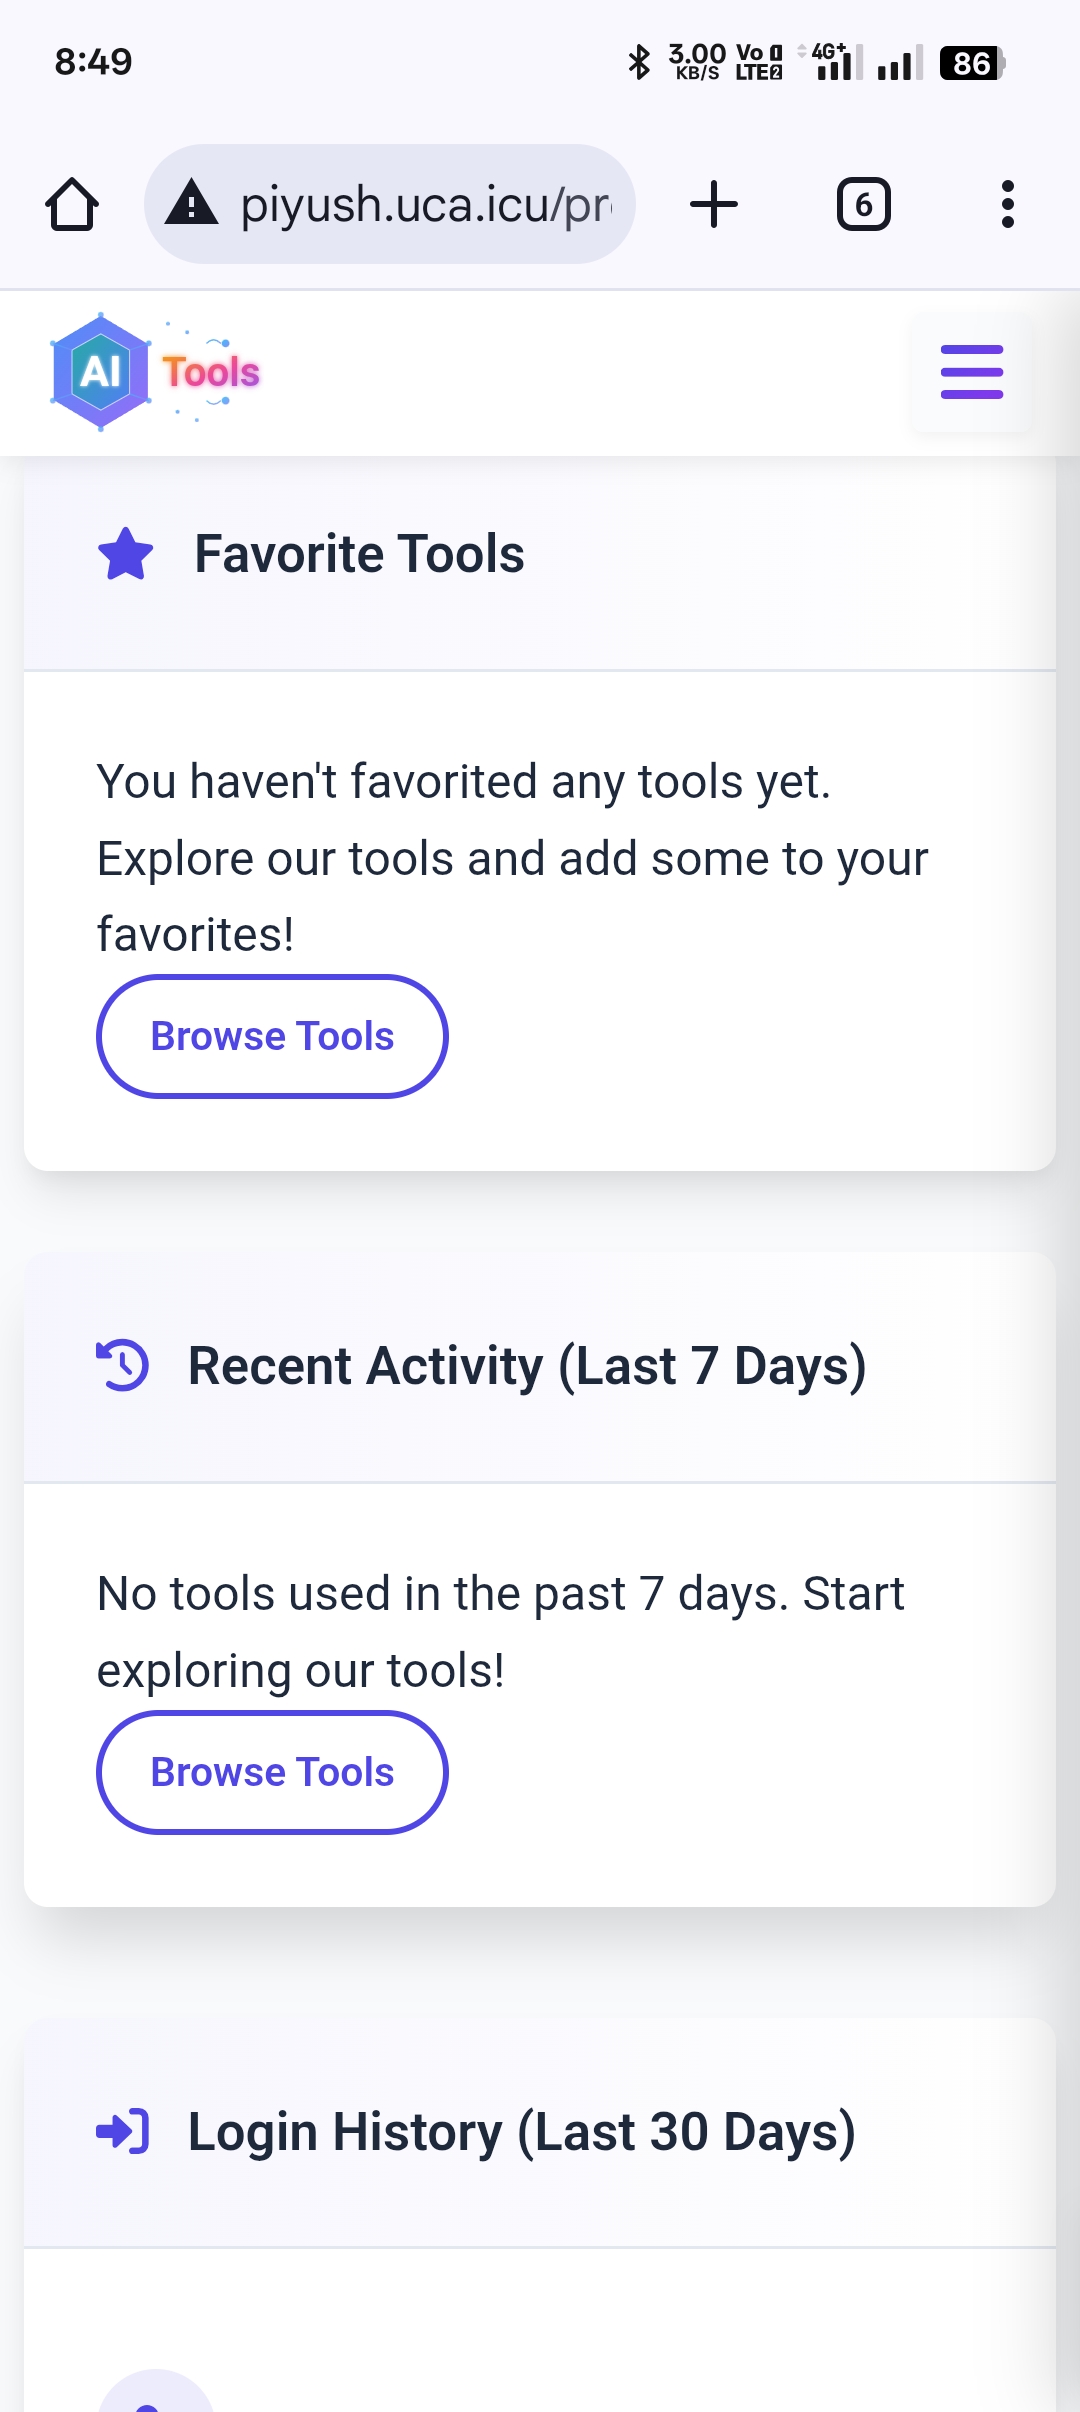 8:49
3.00
KB/S
Vo 1
LTE 2
4G+
86
piyush.uca.icu/pr
6
AI Tools
Favorite Tools
You haven't favorited any tools yet.
Explore our tools and add some to your
favorites!
Browse Tools
Recent Activity (Last 7 Days)
No tools used in the past 7 days. Start
exploring our tools!
Browse Tools
Login History (Last 30 Days)